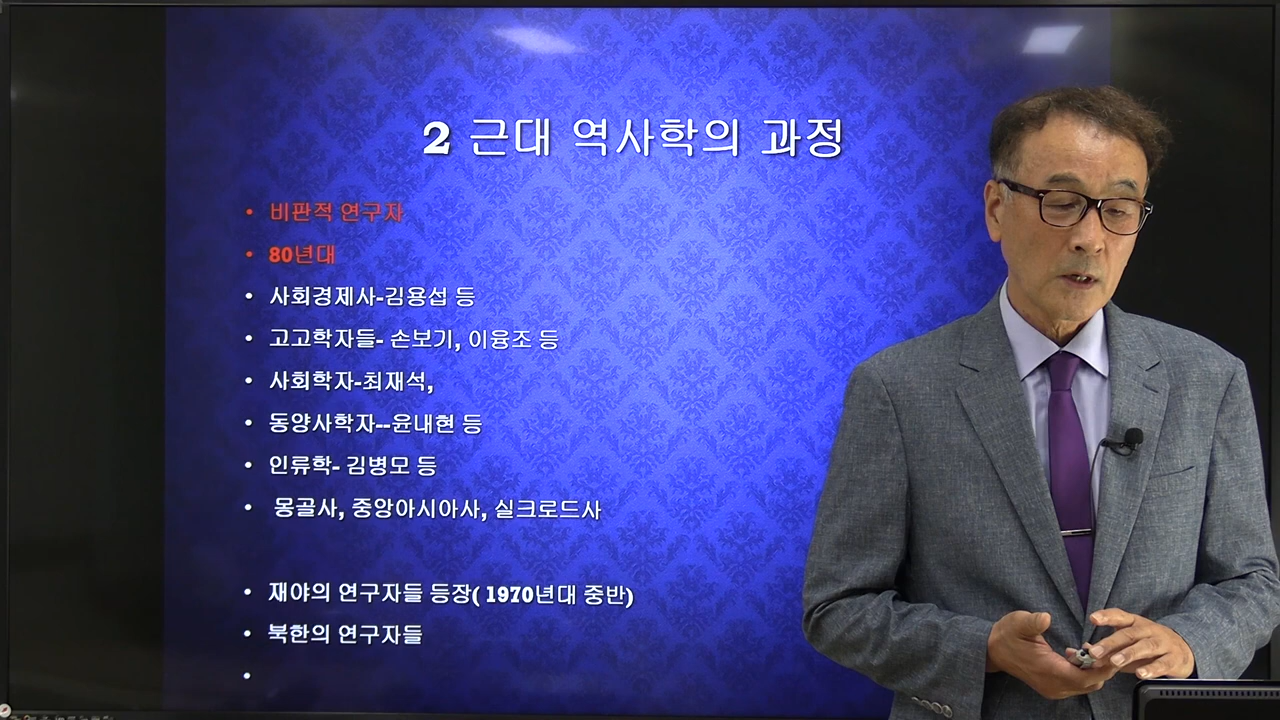 2 근대 역사학의 과정
• 비판적 연구자
• 80년대
• 사회경제사-김용섭 등
• 고고학자들- 손보기, 이융조 등
• 사회학자-최재석,
• 동양사학자--윤내현 등
• 인류학- 김병모 등
• 몽골사, 중앙아시아사, 실크로드사
• 재야의 연구자들 등장( 1970년대 중반)
• 북한의 연구자들
•